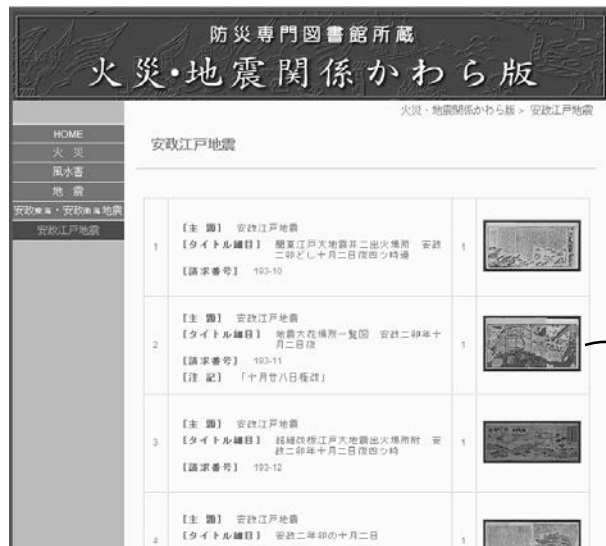 防災専門図書館所蔵
火災・地震関係かわら版
火災・地震関係かわら版 > 安政江戸地震
HOME
火 災
風水害
地 震
安政東海・安政南海地震
安政江戸地震
安政江戸地震
1
【主 題】 安政江戸地震
【タイトル細目】 関東江戸大地震并ニ出火場所 安政
二卯どし十月二日夜四ツ時過
【請求番号】 193-10
1
2
【主 題】 安政江戸地震
【タイトル細目】 地震大花場所一覧図 安政二卯年十
月二日夜
【請求番号】 193-11
【注 記】 「十月廿八日極改」
1
3
【主 題】 安政江戸地震
【タイトル細目】 改板江戸大地震出火場所附 安
政二卯年十月二日夜四ツ時
【請求番号】 193-12
1
4
【主 題】 安政江戸地震
【タイトル細目】 安政二年卯の十月二日
1